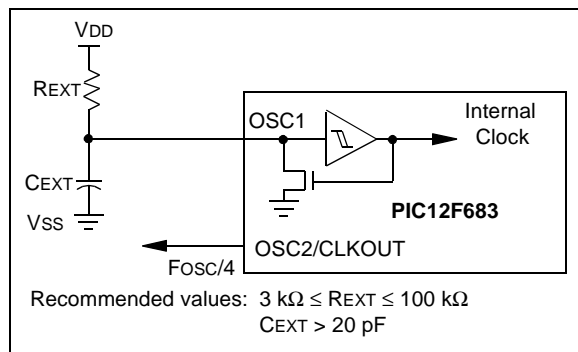 VDD
REXT
OSC1
Internal
Clock
CEXT
PIC12F683
VSS
OSC2/CLKOUT
FOSC/4
Recommended values: 3 kΩ ≤ REXT ≤ 100 kΩ
CEXT > 20 pF